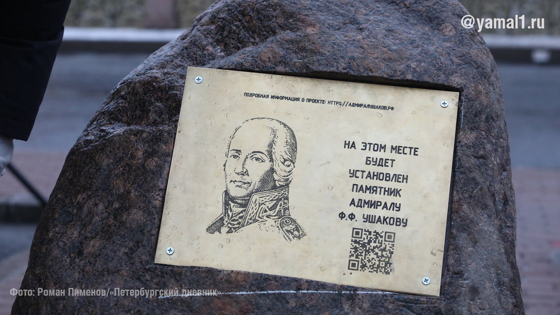 @yamal1.ru
ПОДРОБНАЯ ИНФОРМАЦИЯ О ПРОЕКТЕ: HTTP://АДМИРАЛУШАКОВ.РФ
НА ЭТОМ МЕСТЕ
БУДЕТ
УСТАНОВЛЕН
ПАМЯТНИК
АДМИРАЛУ
Ф.Ф. УШАКОВУ
Фото: Роман Пименов/«Петербургский дневник